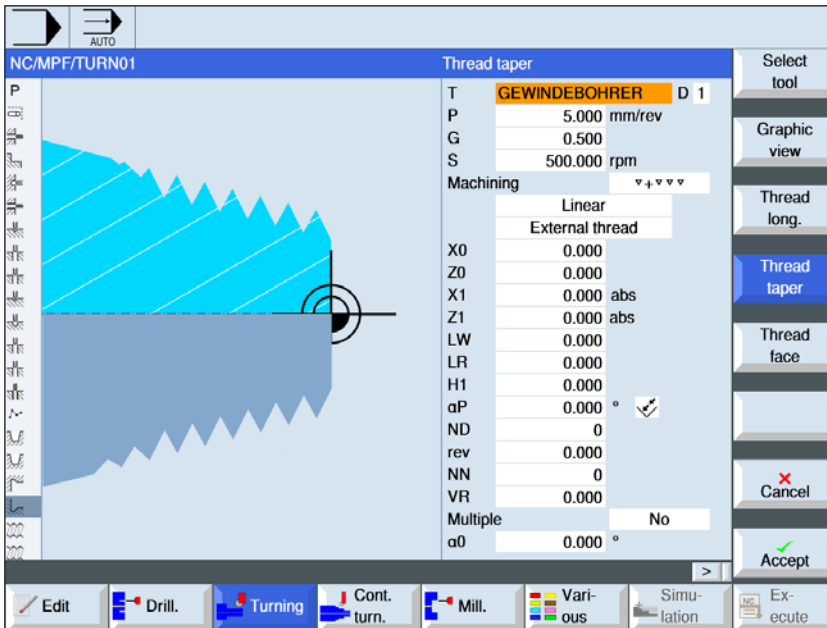 AUTO
NC/MPF/TURN01
Thread taper
P
T GEWINDEBOHRER D 1
P 5.000 mm/rev
G 0.500
S 500.000 rpm
Machining ▿+▿▿▿
Linear
External thread
X0 0.000
Z0 0.000
X1 0.000 abs
Z1 0.000 abs
LW 0.000
LR 0.000
H1 0.000
αP 0.000 °
ND 0
rev 0.000
NN 0
VR 0.000
Multiple No
α0 0.000 °
>
Select
tool
Graphic
view
Thread
long.
Thread
taper
Thread
face
Cancel
Accept
Edit
Drill.
Turning
Cont.
turn.
Mill.
Vari-
ous
Simu-
lation
NC
Ex-
ecute